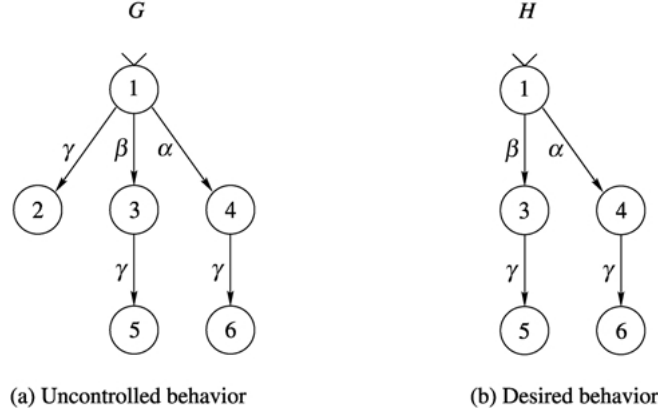 G H
1 1
γ β α β α
2 3 4 3 4
γ γ γ γ
5 6 5 6
(a) Uncontrolled behavior (b) Desired behavior